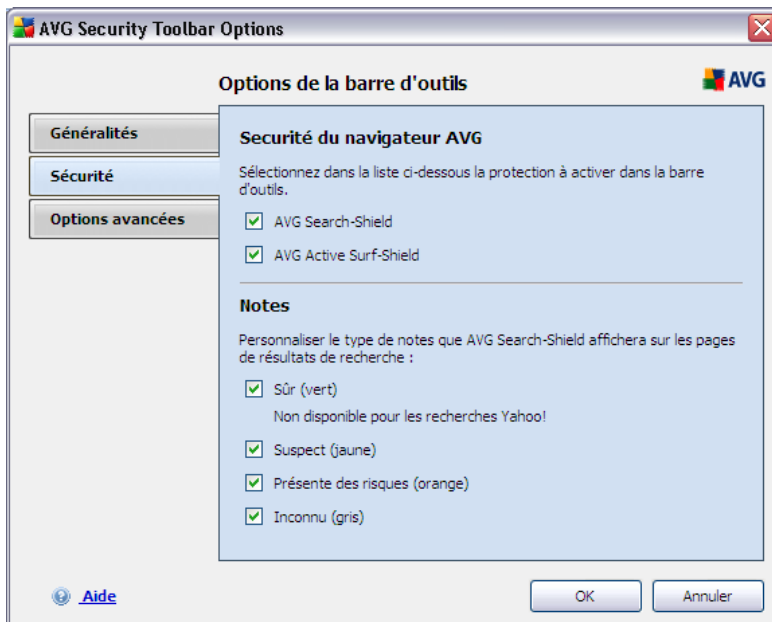 AVG Security Toolbar Options
Options de la barre d'outils
AVG
Généralités
Sécurité
Options avancées
Securité du navigateur AVG
Sélectionnez dans la liste ci-dessous la protection à activer dans la barre
d'outils.
AVG Search-Shield
AVG Active Surf-Shield
Notes
Personnaliser le type de notes que AVG Search-Shield affichera sur les pages
de résultats de recherche :
Sûr (vert)
Non disponible pour les recherches Yahoo!
Suspect (jaune)
Présente des risques (orange)
Inconnu (gris)
Aide
OK
Annuler